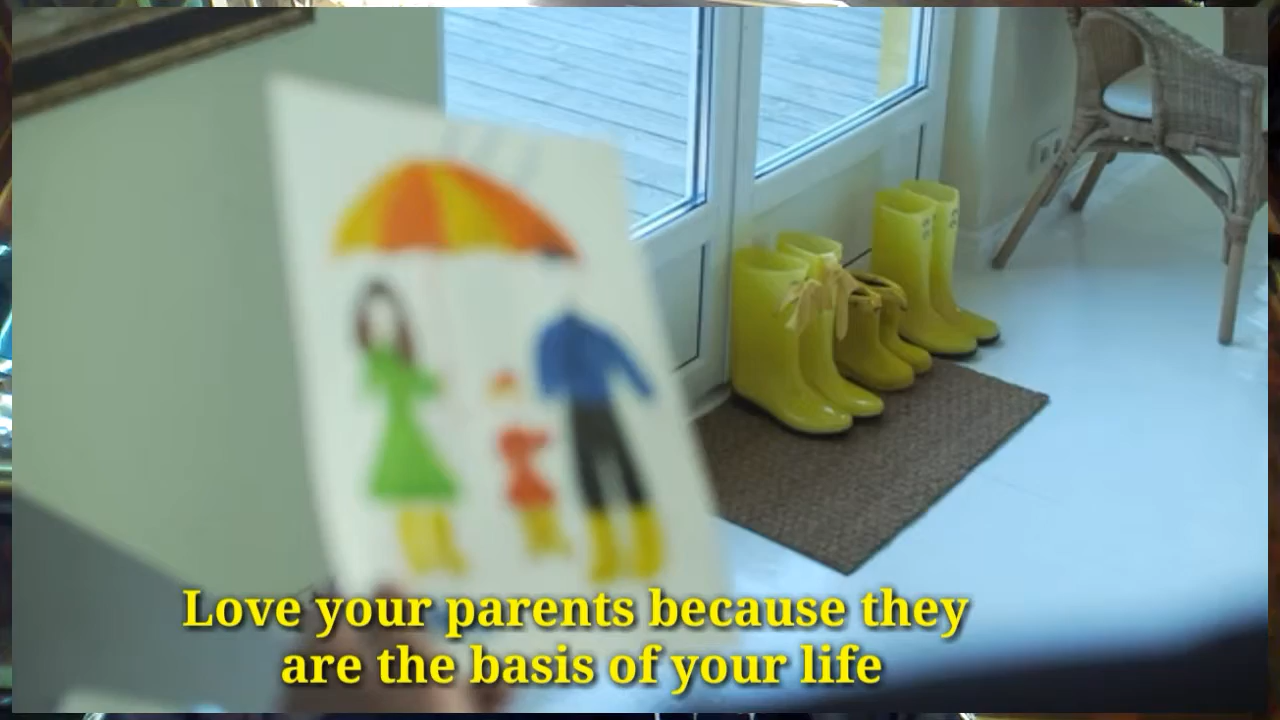 Love your parents because they
are the basis of your life